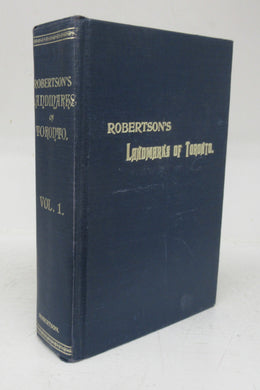 ROBERTSON'S
LANDMARKS
OF
TORONTO.
VOL. 1.
ROBERTSON
ROBERTSON'S
LANDMARKS OF TORONTO.